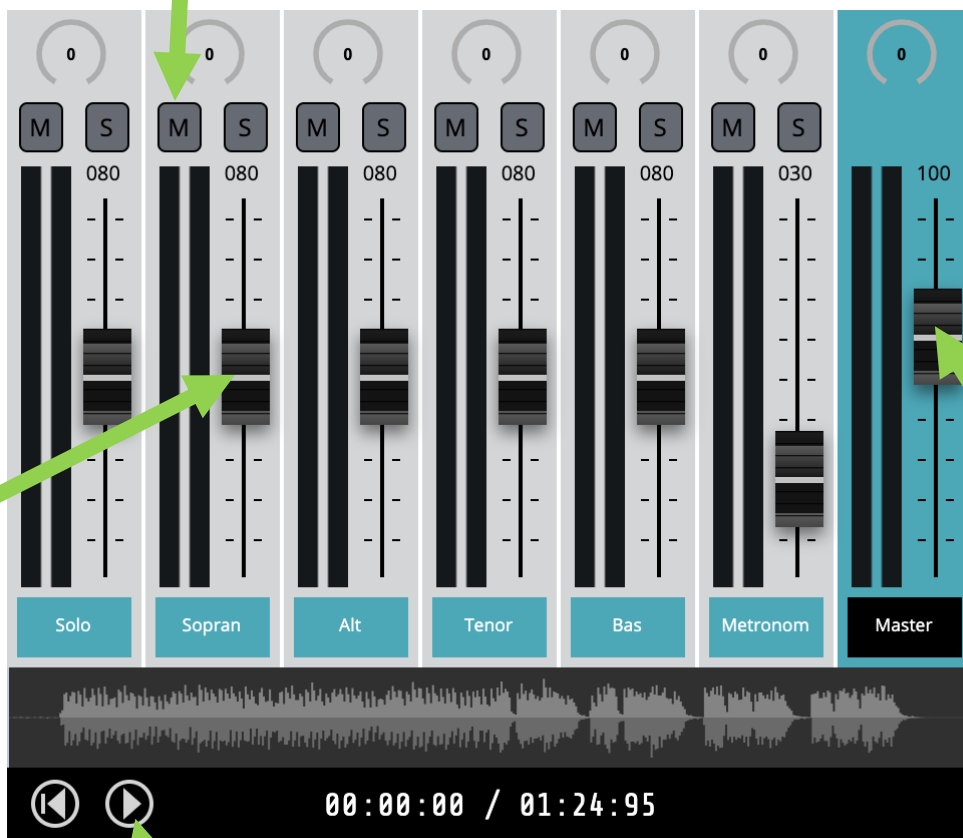 0 0 0 0 0 0 0
M S M S M S M S M S M S
080 080 080 080 080 030 100
Solo Sopran Alt Tenor Bas Metronom Master
00:00:00 / 01:24:95